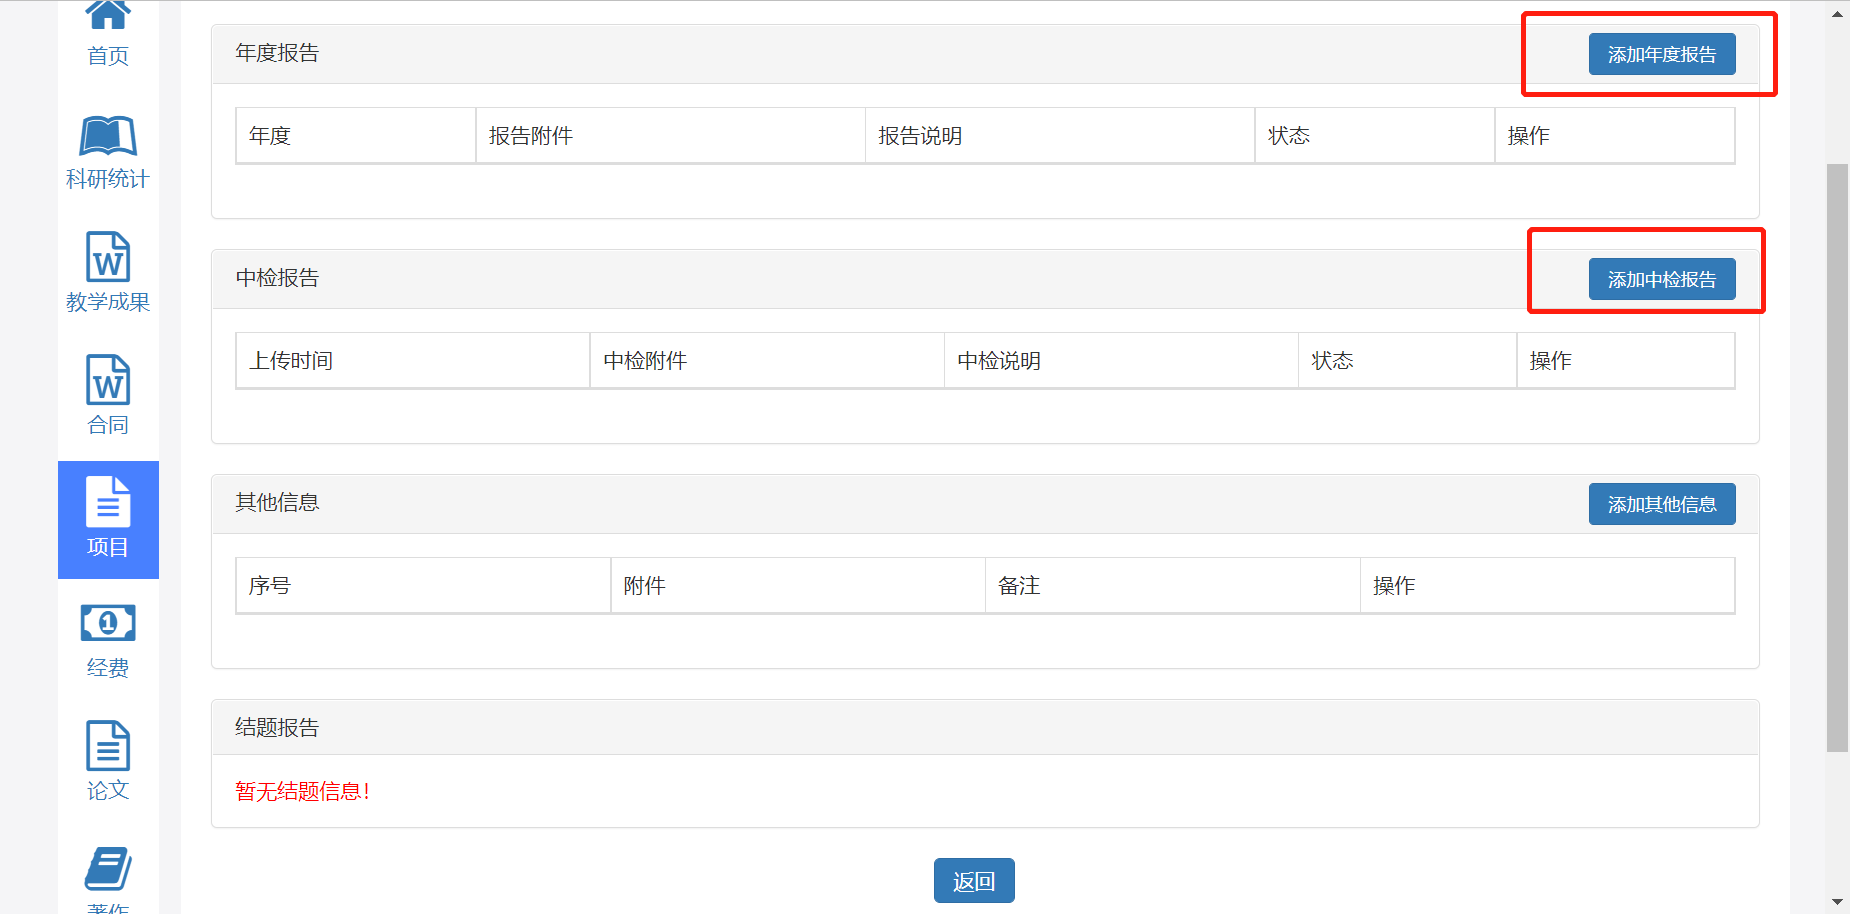 首页
科研统计
教学成果
合同
项目
经费
论文
著作
年度报告
添加年度报告
年度
报告附件
报告说明
状态
操作
中检报告
添加中检报告
上传时间
中检附件
中检说明
状态
操作
其他信息
添加其他信息
序号
附件
备注
操作
结题报告
暂无结题信息!
返回